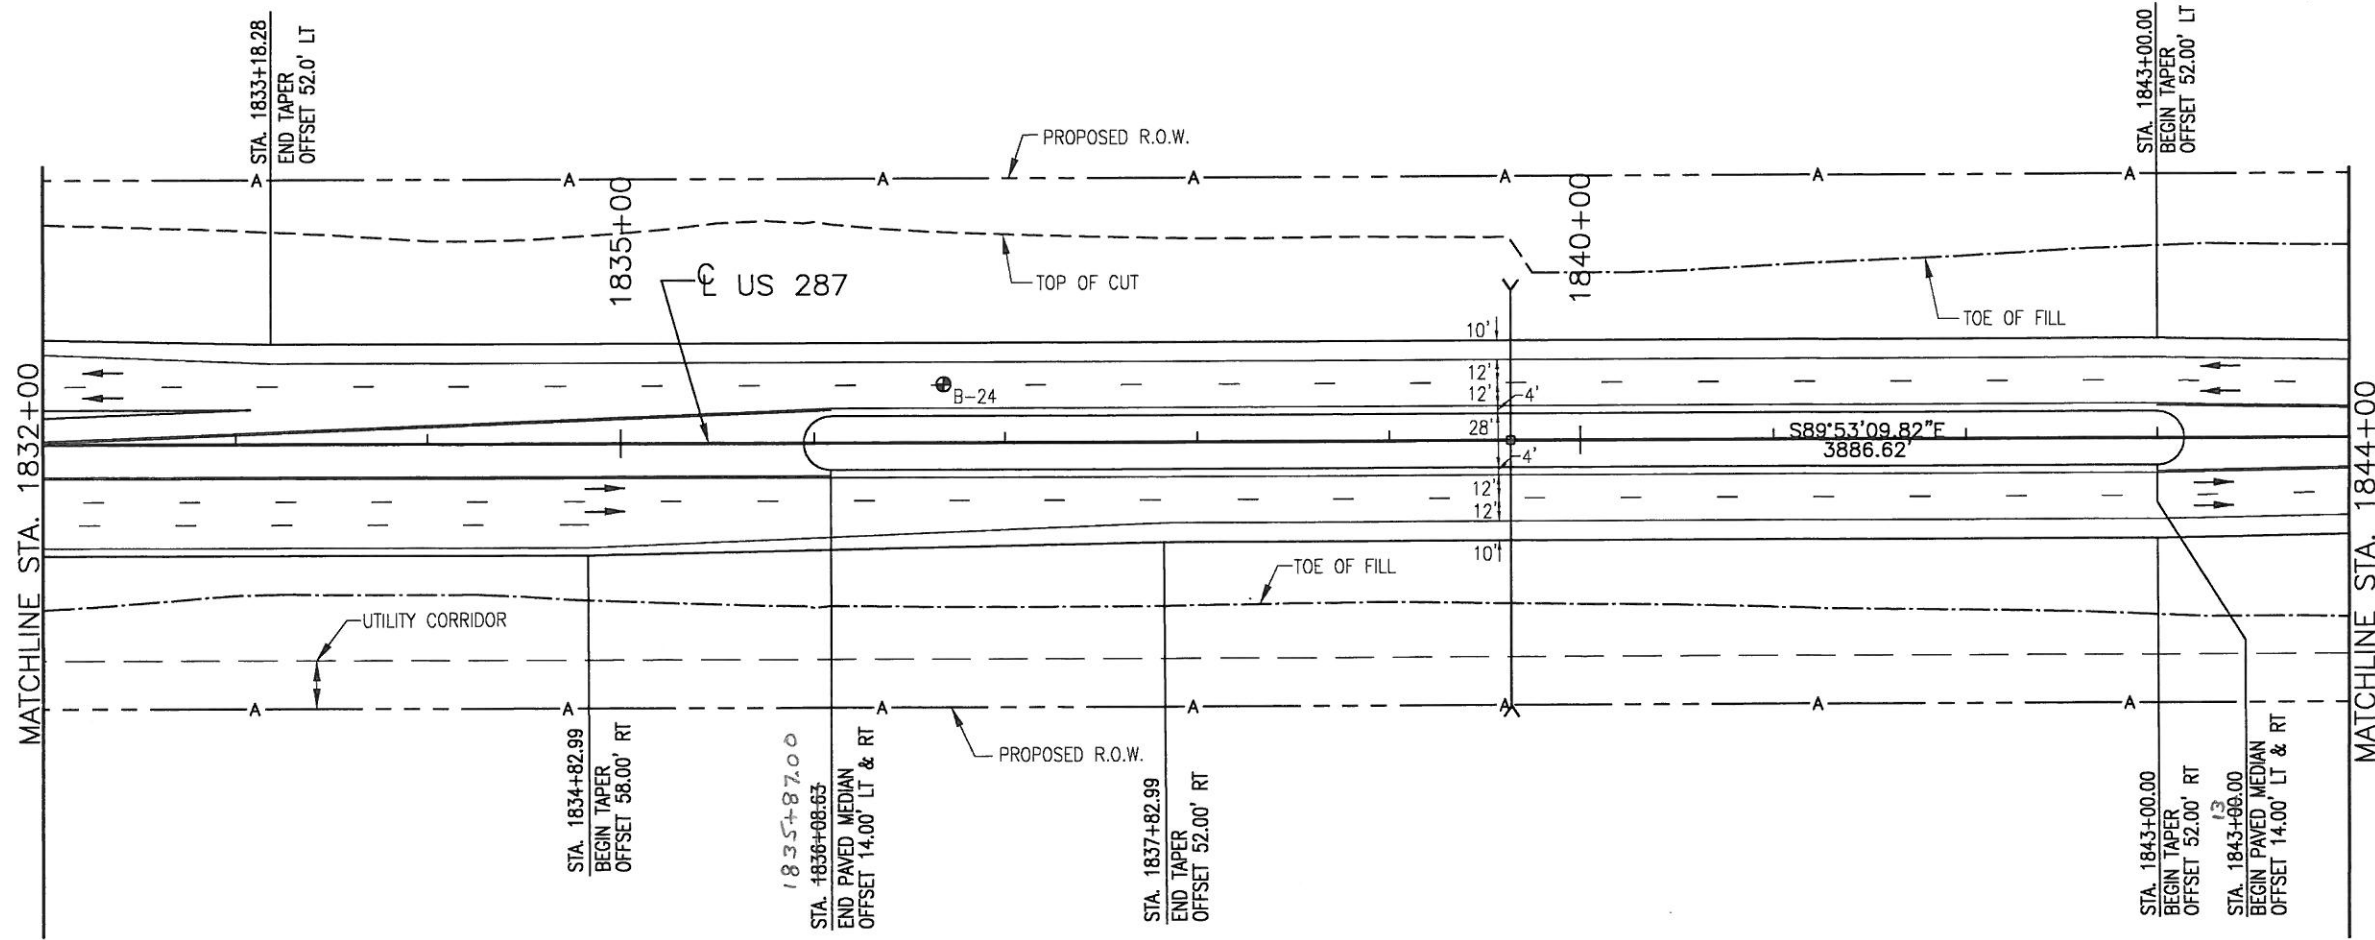 STA. 1833+18.28
END TAPER
OFFSET 52.0' LT
STA. 1843+00.00
BEGIN TAPER
OFFSET 52.00' LT
PROPOSED R.O.W.
A A A A A A A
1835+00
1840+00
TOP OF CUT
℄ US 287
TOE OF FILL
MATCHLINE STA. 1832+00
MATCHLINE STA. 1844+00
B-24
10'
12'
12'
4'
28'
4'
12'
12'
10'
S89°53'09.82"E
3886.62'
TOE OF FILL
UTILITY CORRIDOR
A A A A A A A
PROPOSED R.O.W.
STA. 1834+82.99
BEGIN TAPER
OFFSET 58.00' RT
1835+87.00
STA. 1836+08.63
END PAVED MEDIAN
OFFSET 14.00' LT & RT
STA. 1837+82.99
END TAPER
OFFSET 52.00' RT
STA. 1843+00.00
BEGIN TAPER
OFFSET 52.00' RT
13
STA. 1843+00.00
BEGIN PAVED MEDIAN
OFFSET 14.00' LT & RT